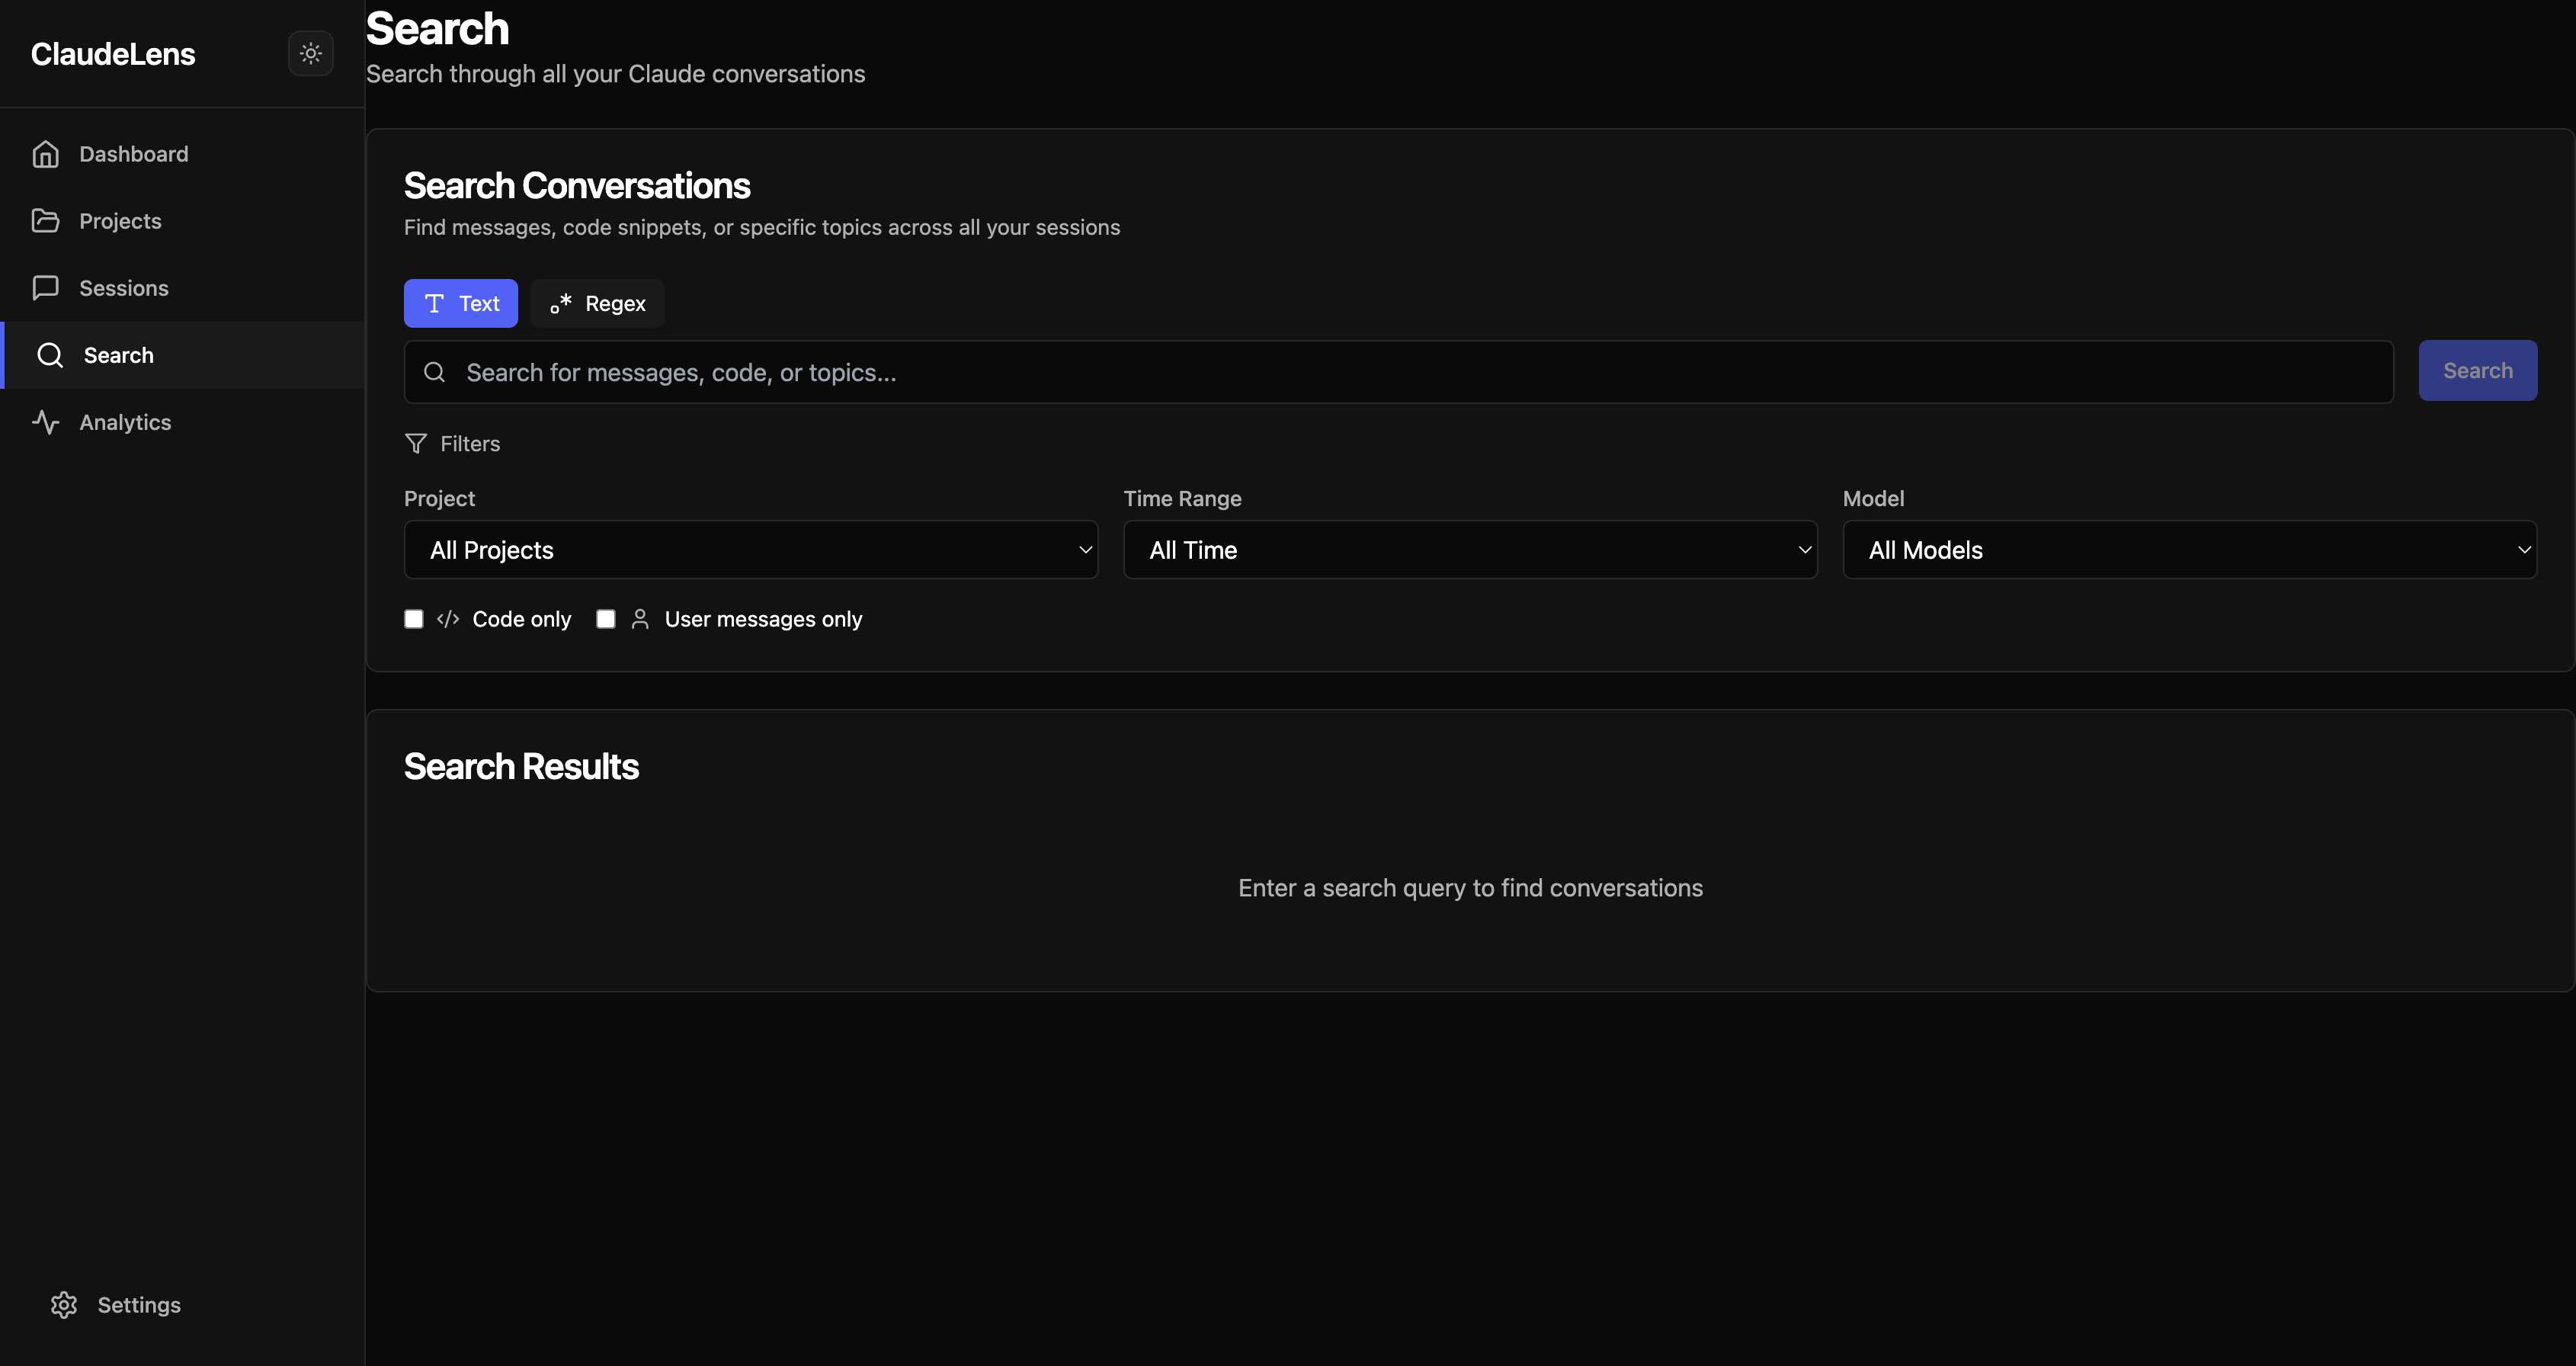 ClaudeLens
Dashboard
Projects
Sessions
Search
Analytics
Settings
Search
Search through all your Claude conversations
Search Conversations
Find messages, code snippets, or specific topics across all your sessions
Text
.* Regex
Search for messages, code, or topics...
Search
Filters
Project
Time Range
Model
All Projects
All Time
All Models
</> Code only
User messages only
Search Results
Enter a search query to find conversations